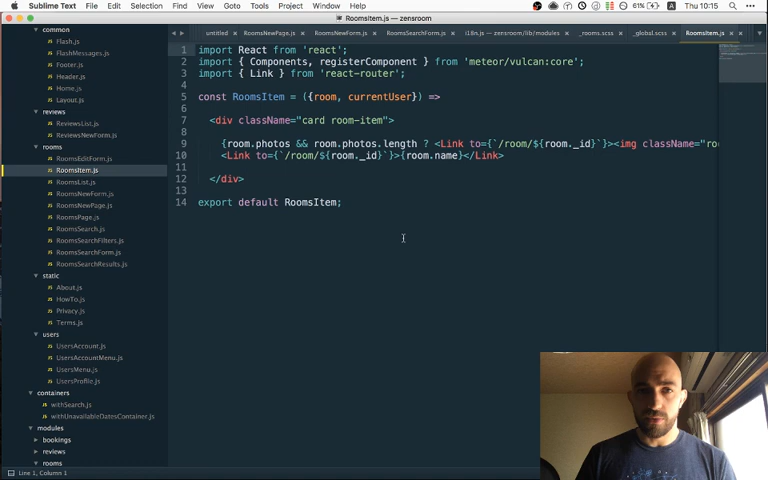 Sublime Text File Edit Selection Find View Goto Tools Project Window Help 61% A Thu 10:15
RoomsItem.js — zensroom
common
Flash.js
FlashMessages.js
Footer.js
Header.js
Home.js
Layout.js
reviews
ReviewsList.js
ReviewsNewForm.js
rooms
RoomsEditForm.js
RoomsItem.js
RoomsList.js
RoomsNewForm.js
RoomsNewPage.js
RoomsPage.js
RoomsSearch.js
RoomsSearchFilters.js
RoomsSearchForm.js
RoomsSearchResults.js
static
About.js
HowTo.js
Privacy.js
Terms.js
users
UsersAccount.js
UsersAccountMenu.js
UsersMenu.js
UsersProfile.js
containers
withSearch.js
withUnavailableDatesContainer.js
modules
bookings
reviews
rooms
untitled RoomsNewPage.js RoomsNewForm.js RoomsSearchForm.js i18n.js — zensroom/lib/modules _rooms.scss _global.scss RoomsItem.js
1 import React from 'react';
2 import { Components, registerComponent } from 'meteor/vulcan:core';
3 import { Link } from 'react-router';
4
5 const RoomsItem = ({room, currentUser}) =>
6
7 <div className="card room-item">
8
9 {room.photos && room.photos.length ? <Link to={`/room/${room._id}`}><img className="roo
10 <Link to={`/room/${room._id}`}>{room.name}</Link>
11
12 </div>
13
14 export default RoomsItem;
Line 1, Column 1